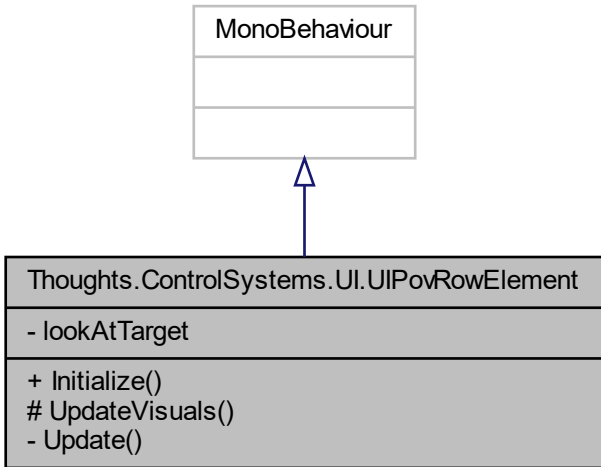 MonoBehaviour
Thoughts.ControlSystems.UI.UIPovRowElement
- lookAtTarget
+ Initialize()
# UpdateVisuals()
- Update()